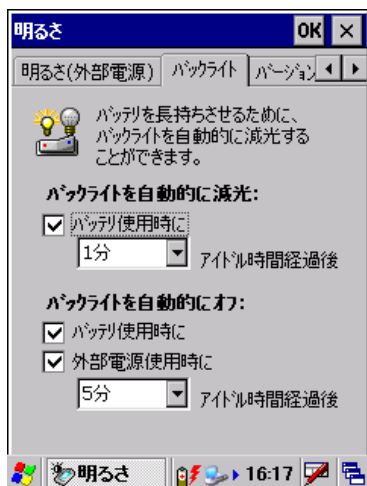 明るさ OK ×
明るさ(外部電源) バックライト バージョン
バッテリを長持ちさせるために、
バックライトを自動的に減光する
ことができます。
バックライトを自動的に減光:
バッテリ使用時に
1分 アイドル時間経過後
バックライトを自動的にオフ:
バッテリ使用時に
外部電源使用時に
5分 アイドル時間経過後
明るさ 16:17